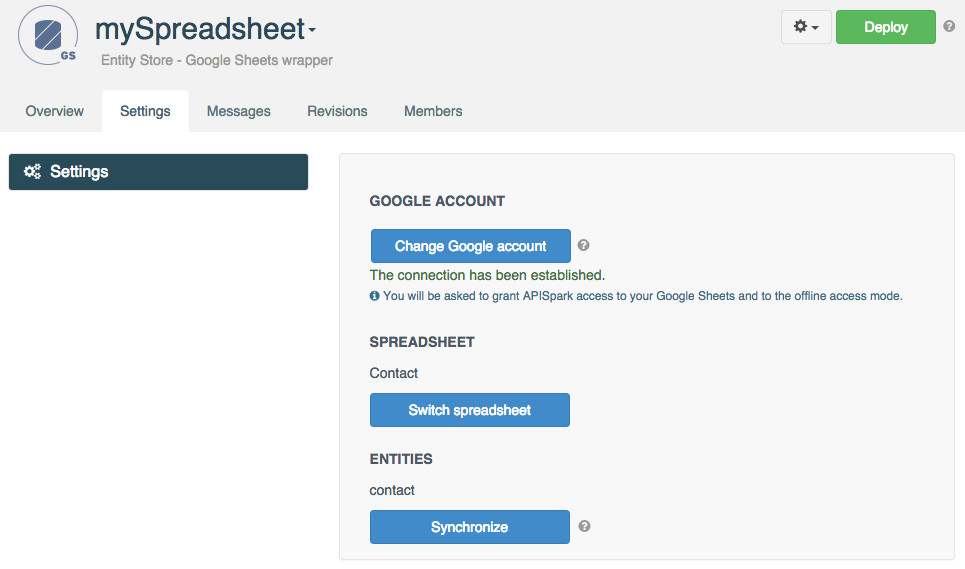 GS
mySpreadsheet
Entity Store - Google Sheets wrapper
Deploy
?
Overview
Settings
Messages
Revisions
Members
Settings
GOOGLE ACCOUNT
Change Google account
?
The connection has been established.
You will be asked to grant APISpark access to your Google Sheets and to the offline access mode.
SPREADSHEET
Contact
Switch spreadsheet
ENTITIES
contact
Synchronize
?